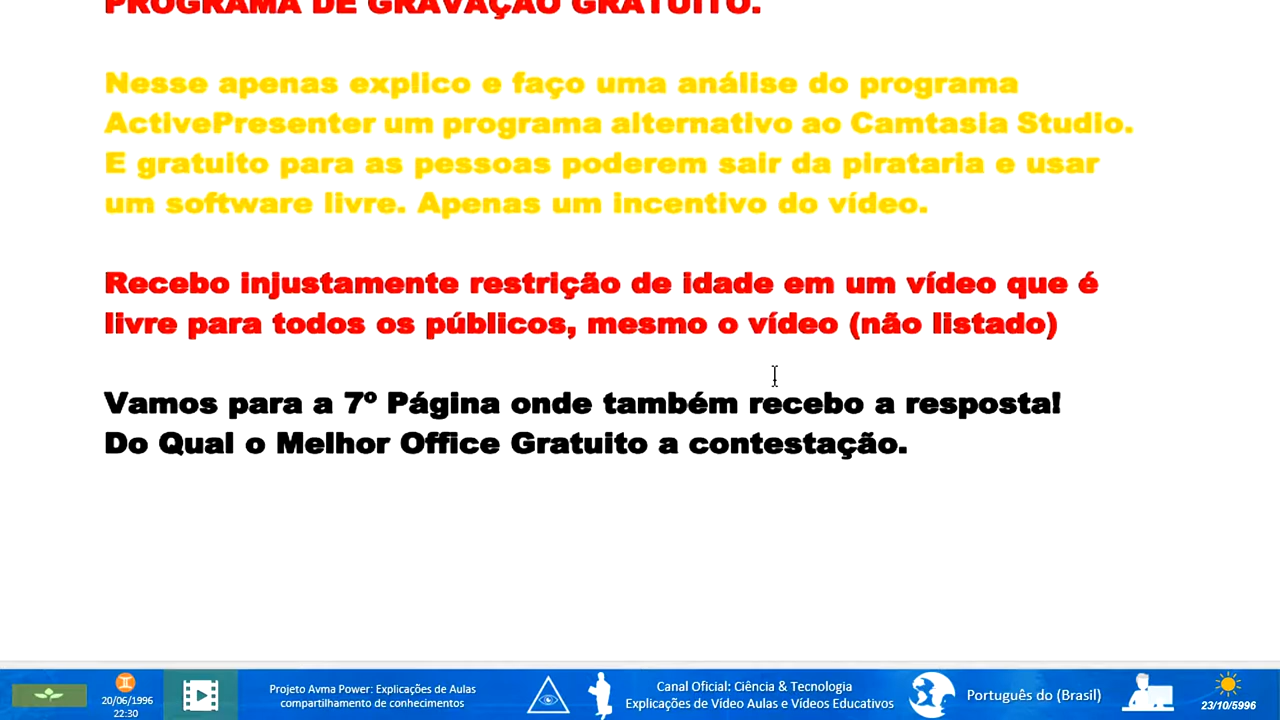 PROGRAMA DE GRAVAÇÃO GRATUITO.
Nesse apenas explico e faço uma análise do programa
ActivePresenter um programa alternativo ao Camtasia Studio.
E gratuito para as pessoas poderem sair da pirataria e usar
um software livre. Apenas um incentivo do vídeo.
Recebo injustamente restrição de idade em um vídeo que é
livre para todos os públicos, mesmo o vídeo (não listado)
Vamos para a 7º Página onde também recebo a resposta!
Do Qual o Melhor Office Gratuito a contestação.
20/06/1996
22:30
Projeto Avma Power: Explicações de Aulas
compartilhamento de conhecimentos
Canal Oficial: Ciência & Tecnologia
Explicações de Vídeo Aulas e Vídeos Educativos
Português do (Brasil)
23/10/5996